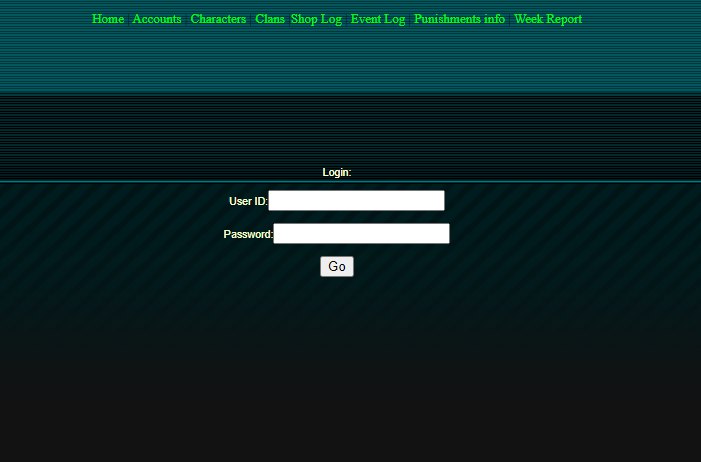 Home | Accounts | Characters | Clans | Shop Log | Event Log | Punishments info | Week Report
Login:
User ID:
Password:
Go